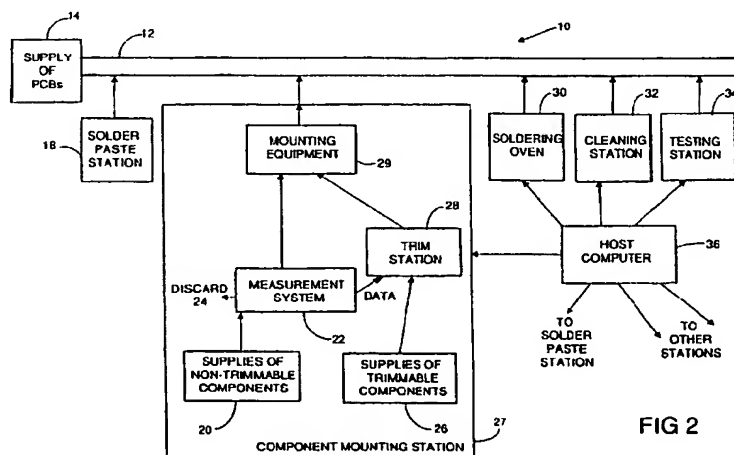 14
12
10
SUPPLY
OF
PCBs
30
32
34
SOLDER
PASTE
STATION
18
MOUNTING
EQUIPMENT
29
SOLDERING
OVEN
CLEANING
STATION
TESTING
STATION
28
TRIM
STATION
HOST
COMPUTER
36
DISCARD
24
MEASUREMENT
SYSTEM
DATA
22
TO
SOLDER
PASTE
STATION
TO
OTHER
STATIONS
SUPPLIES OF
NON-TRIMMABLE
COMPONENTS
SUPPLIES OF
TRIMMABLE
COMPONENTS
20
26
27
COMPONENT MOUNTING STATION
FIG 2